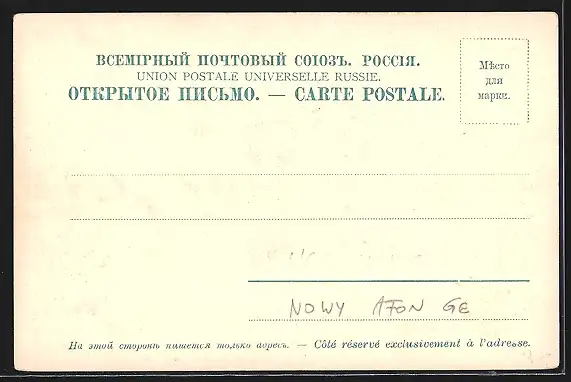 ВСЕМІРНЫЙ ПОЧТОВЫЙ СОЮЗЪ. РОССІЯ.
UNION POSTALE UNIVERSELLE RUSSIE.
ОТКРЫТОЕ ПИСЬМО. — CARTE POSTALE.
Мѣсто
для
марки.
NOWY AFON GE
На этой сторонѣ пишется только адресъ. — Côté réservé exclusivement à l'adresse.